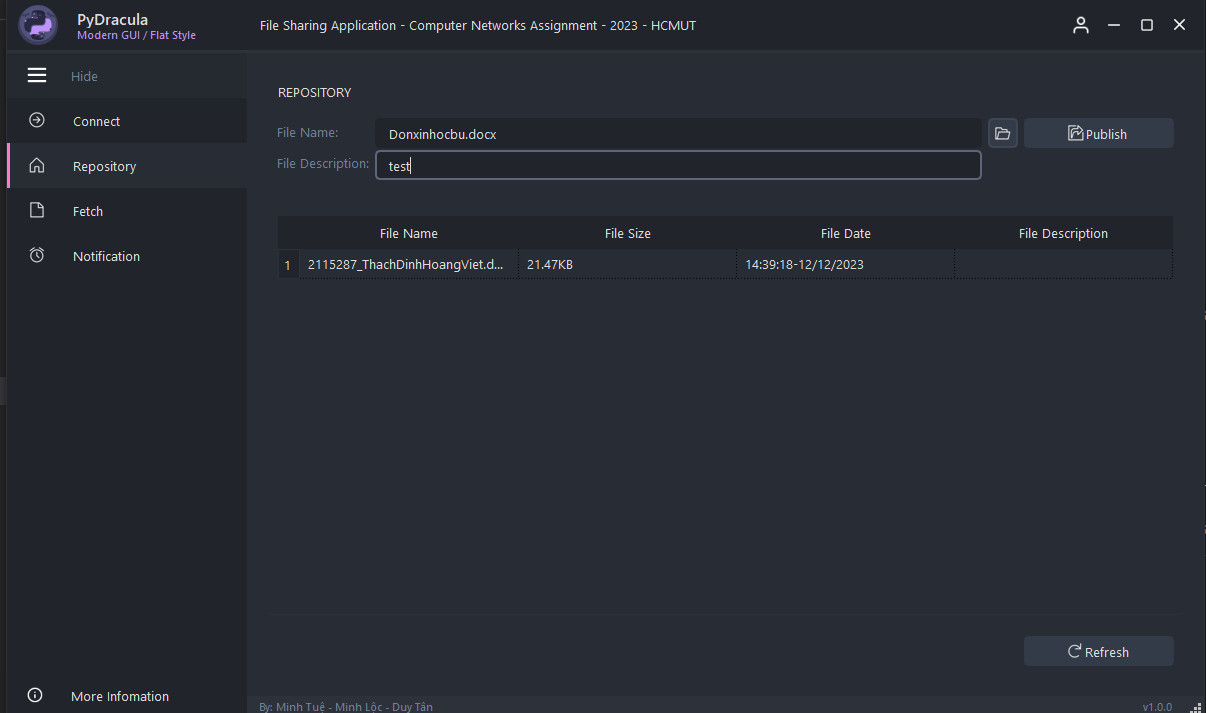 PyDracula
Modern GUI / Flat Style
File Sharing Application - Computer Networks Assignment - 2023 - HCMUT
Hide
Connect
Repository
Fetch
Notification
More Infomation
REPOSITORY
File Name:
Donxinhocbu.docx
Publish
File Description:
test
File Name File Size File Date File Description
1 2115287_ThachDinhHoangViet.d... 21.47KB 14:39:18-12/12/2023
Refresh
By: Minh Tuệ - Minh Lộc - Duy Tân
v1.0.0